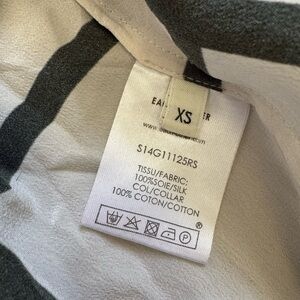 XS
S14G11125RS
TISSU/FABRIC:
100%SOIE/SILK
COL/COLLAR
100% COTON/COTTON
P
®